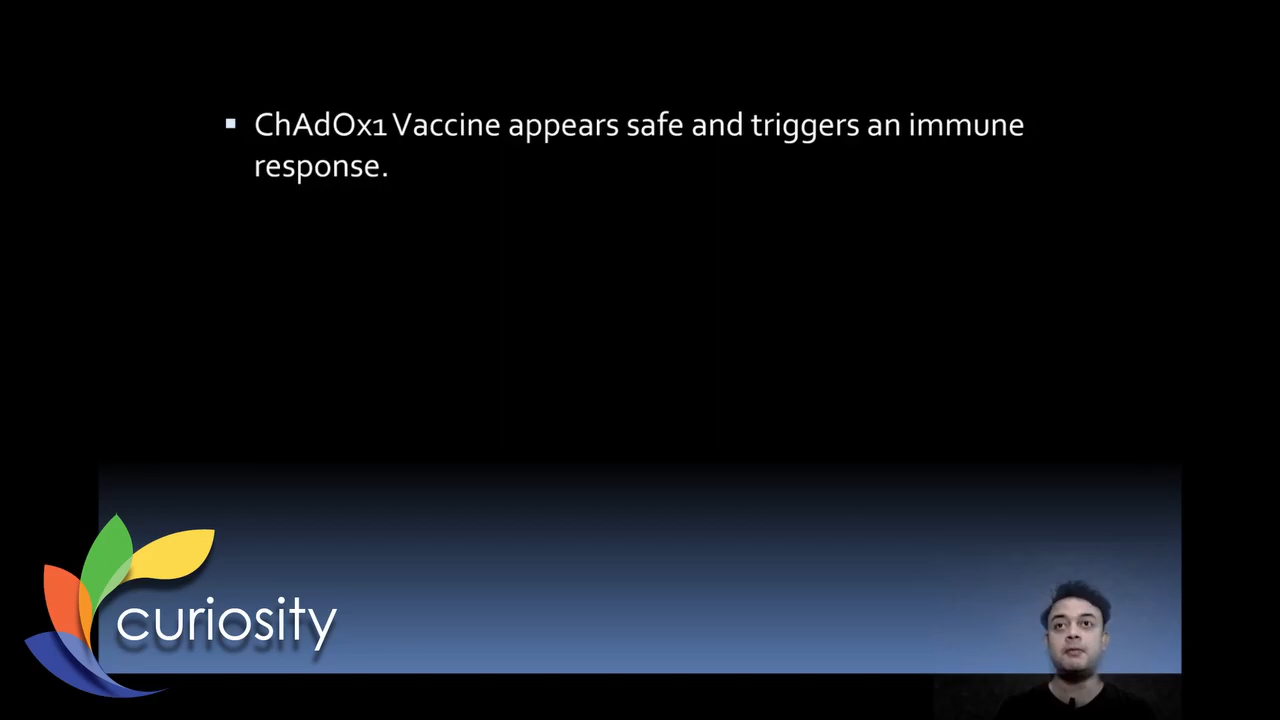 ChAdOx1 Vaccine appears safe and triggers an immune
response.
curiosity